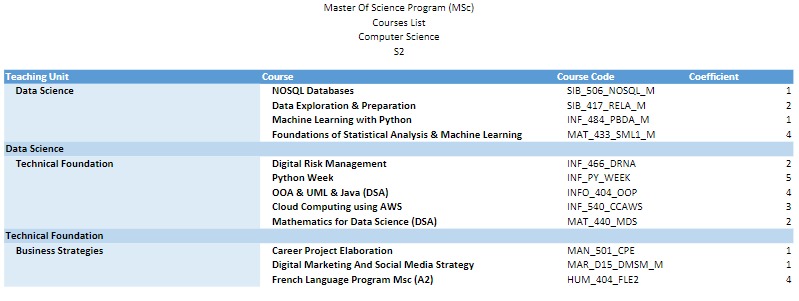 Master Of Science Program (MSc)
Courses List
Computer Science
S2
Teaching Unit Course Course Code Coefficient
Data Science NOSQL Databases SIB_506_NOSQL_M 1
Data Exploration & Preparation SIB_417_RELA_M 2
Machine Learning with Python INF_484_PBDA_M 1
Foundations of Statistical Analysis & Machine Learning MAT_433_SML1_M 4
Data Science
Technical Foundation Digital Risk Management INF_466_DRNA 2
Python Week INF_PY_WEEK 5
OOA & UML & Java (DSA) INFO_404_OOP 4
Cloud Computing using AWS INF_540_CCAWS 3
Mathematics for Data Science (DSA) MAT_440_MDS 2
Technical Foundation
Business Strategies Career Project Elaboration MAN_501_CPE 1
Digital Marketing And Social Media Strategy MAR_D15_DMSM_M 1
French Language Program Msc (A2) HUM_404_FLE2 4